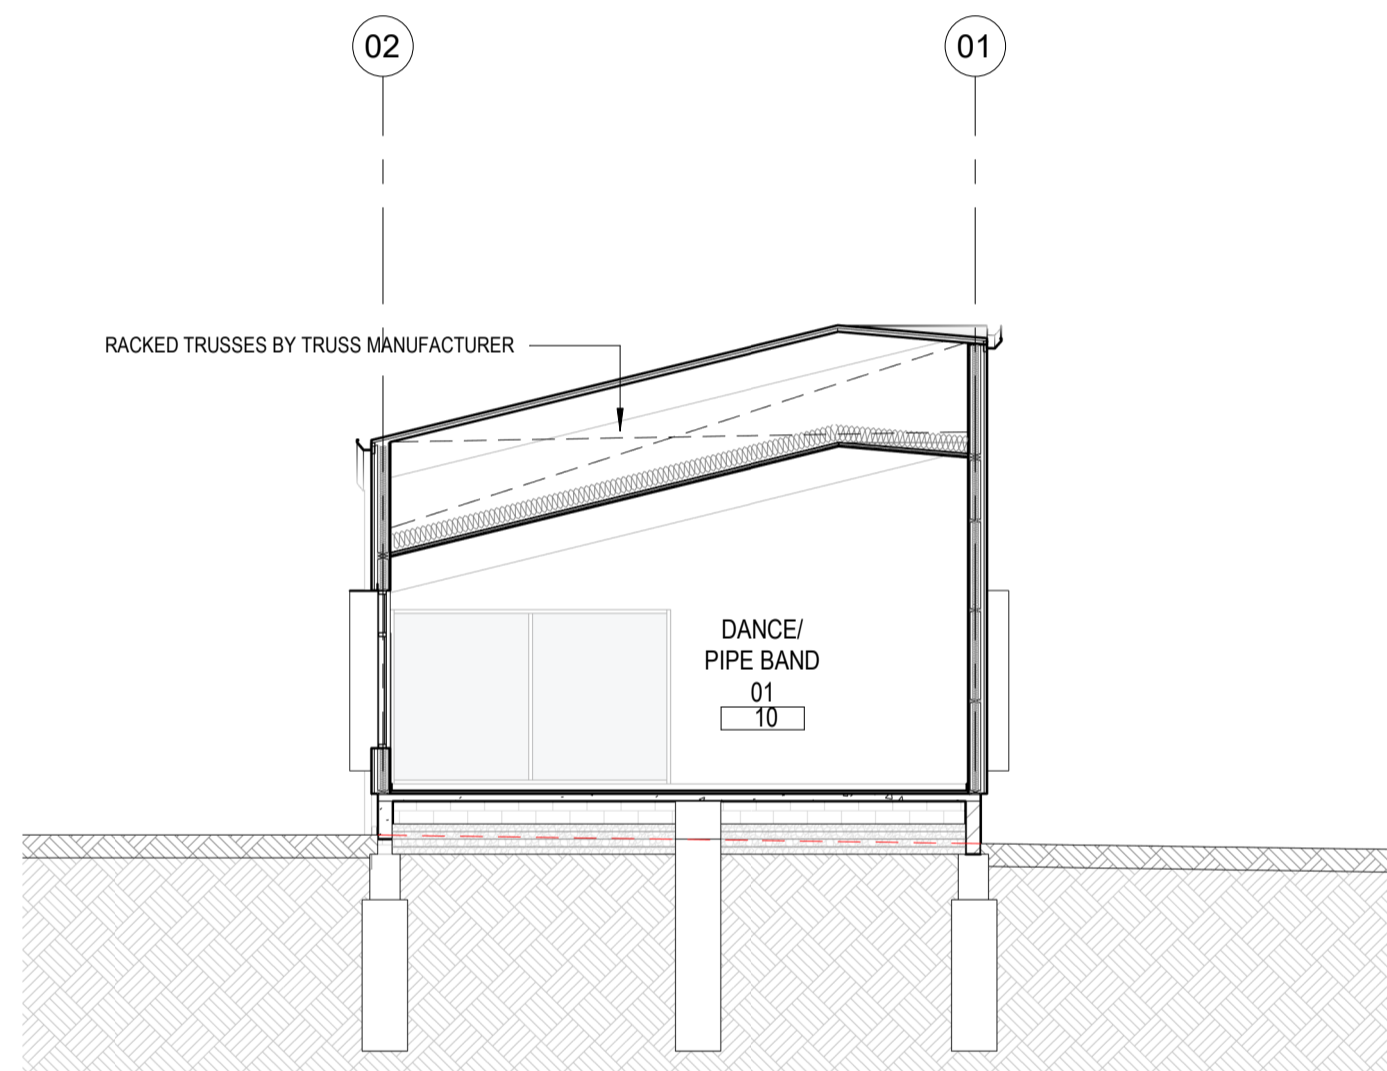 02
01
RACKED TRUSSES BY TRUSS MANUFACTURER
DANCE/
PIPE BAND
01
10